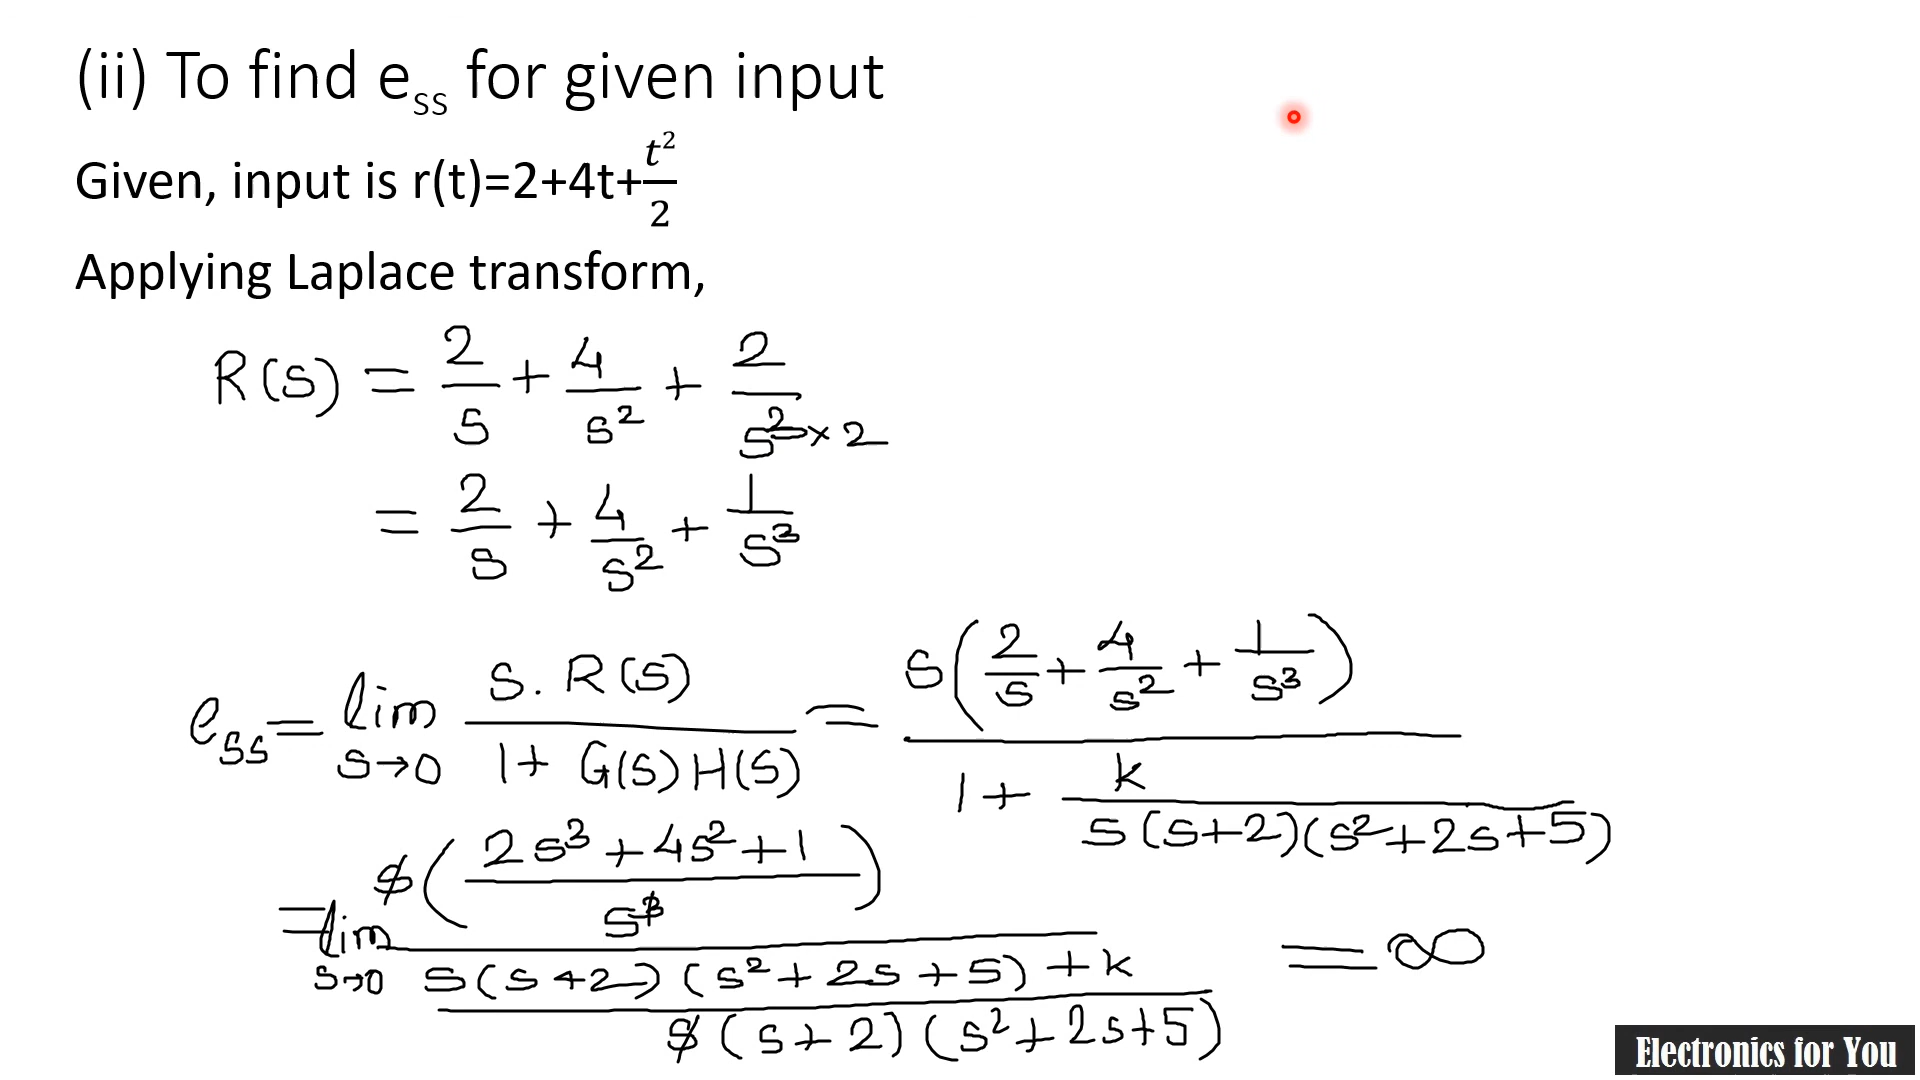 (ii) To find e_ss for given input
Given, input is r(t)=2+4t+t²/2
Applying Laplace transform,
R(s) = 2/s + 4/s² + 2/(s³×2)
= 2/s + 4/s² + 1/s³
e_ss = lim s→0 s.R(s)/(1+G(s)H(s)) = s(2/s + 4/s² + 1/s³)/(1+ k/(s(s+2)(s²+2s+5)))
= lim s→0 s((2s³+4s²+1)/s³)/((s(s+2)(s²+2s+5)+k)/(s(s+2)(s²+2s+5))) = ∞
Electronics for You